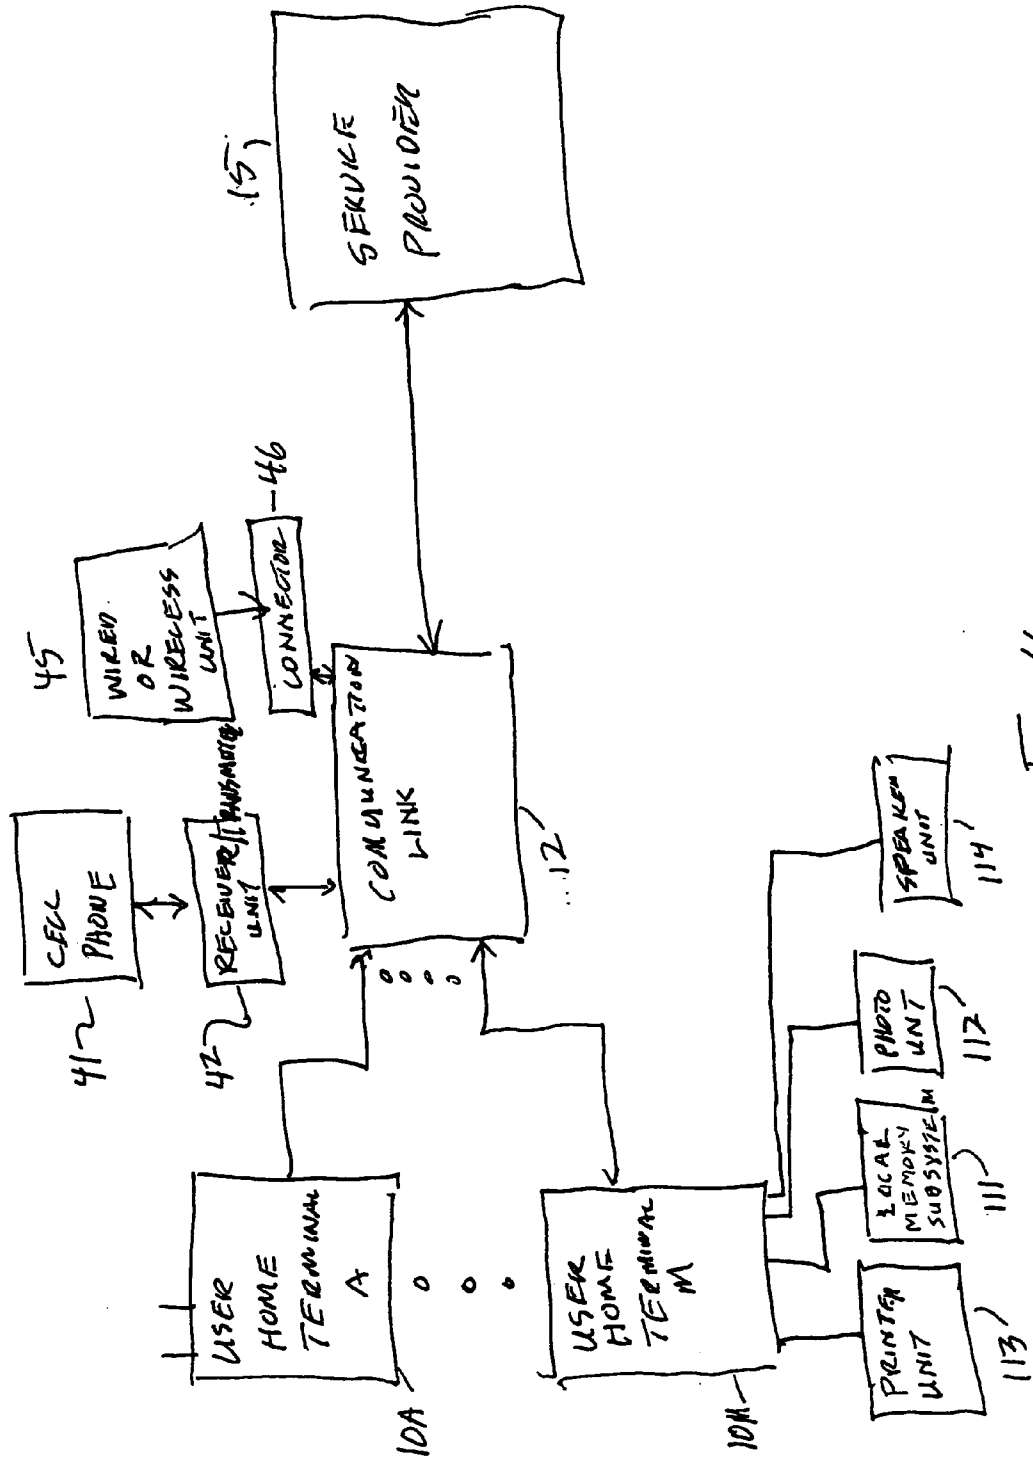 41
CELL
PHONE
42
RECEIVER/TRANSMITTER
UNIT
45
WIRED
OR
WIRELESS
UNIT
CONNECTOR
46
15
SERVICE
PROVIDER
COMMUNICATION
LINK
12
USER
HOME
TERMINAL
A
10A
USER
HOME
TERMINAL
M
10M
PRINTER
UNIT
113
LOCAL
MEMORY
SUBSYSTEM
111
PHOTO
UNIT
112
SPEAKER
UNIT
114